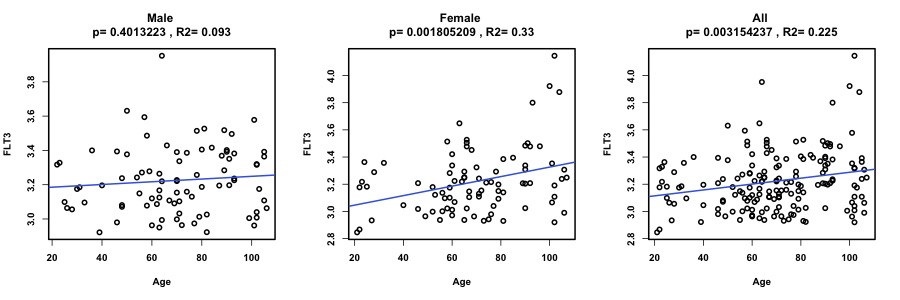 Male
p= 0.4013223 , R2= 0.093
FLT3
3.8
3.6
3.4
3.2
3.0
20 40 60 80 100
Age
Female
p= 0.001805209 , R2= 0.33
FLT3
4.0
3.8
3.6
3.4
3.2
3.0
2.8
20 40 60 80 100
Age
All
p= 0.003154237 , R2= 0.225
FLT3
4.0
3.8
3.6
3.4
3.2
3.0
2.8
20 40 60 80 100
Age